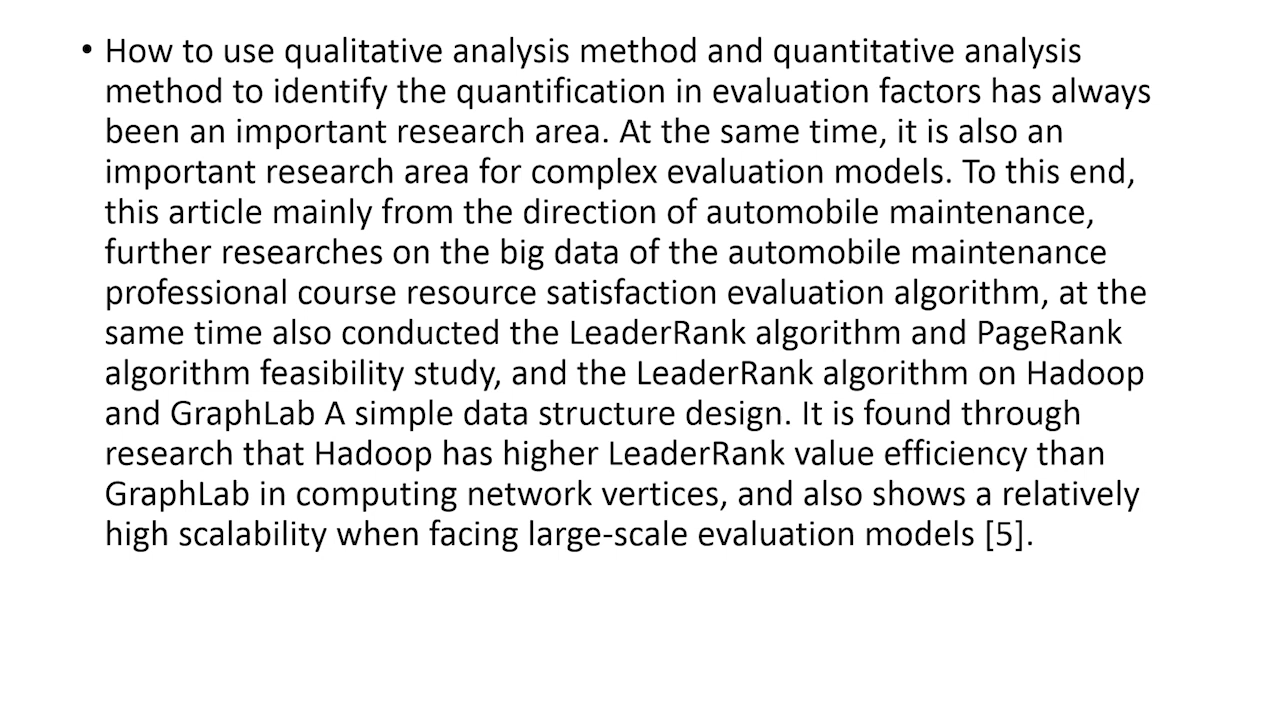 • How to use qualitative analysis method and quantitative analysis
method to identify the quantification in evaluation factors has always
been an important research area. At the same time, it is also an
important research area for complex evaluation models. To this end,
this article mainly from the direction of automobile maintenance,
further researches on the big data of the automobile maintenance
professional course resource satisfaction evaluation algorithm, at the
same time also conducted the LeaderRank algorithm and PageRank
algorithm feasibility study, and the LeaderRank algorithm on Hadoop
and GraphLab A simple data structure design. It is found through
research that Hadoop has higher LeaderRank value efficiency than
GraphLab in computing network vertices, and also shows a relatively
high scalability when facing large-scale evaluation models [5].